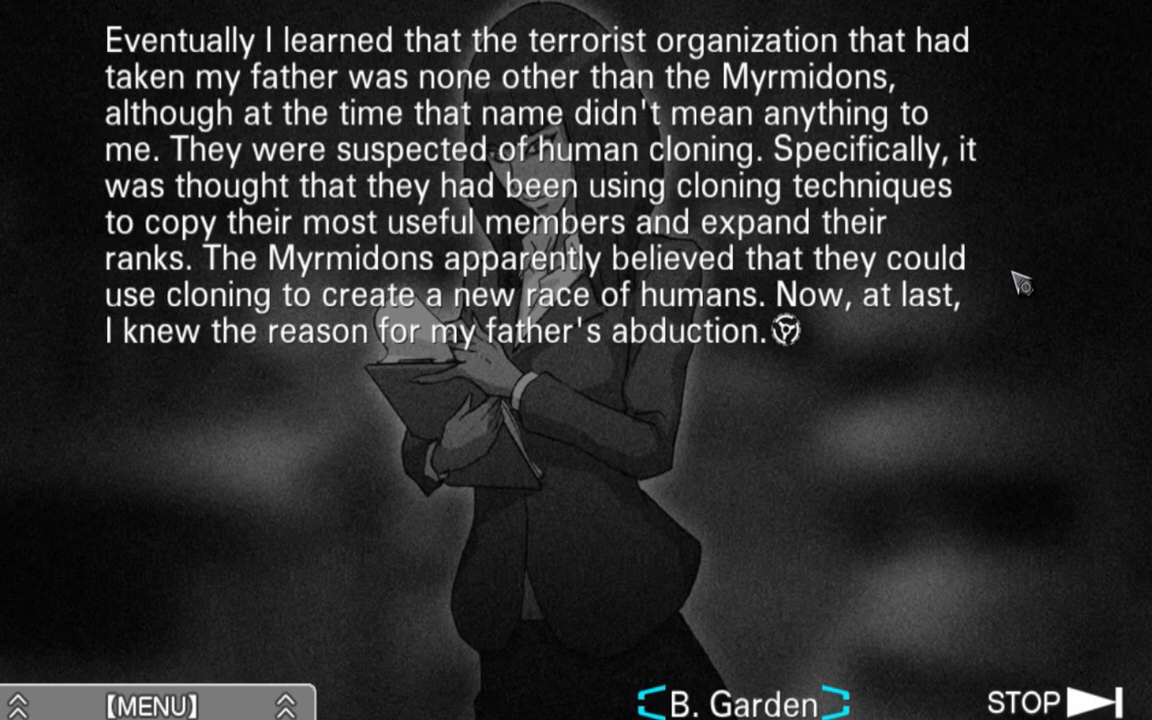 Eventually I learned that the terrorist organization that had
taken my father was none other than the Myrmidons,
although at the time that name didn't mean anything to
me. They were suspected of human cloning. Specifically, it
was thought that they had been using cloning techniques
to copy their most useful members and expand their
ranks. The Myrmidons apparently believed that they could
use cloning to create a new race of humans. Now, at last,
I knew the reason for my father's abduction.
【MENU】
B. Garden
STOP